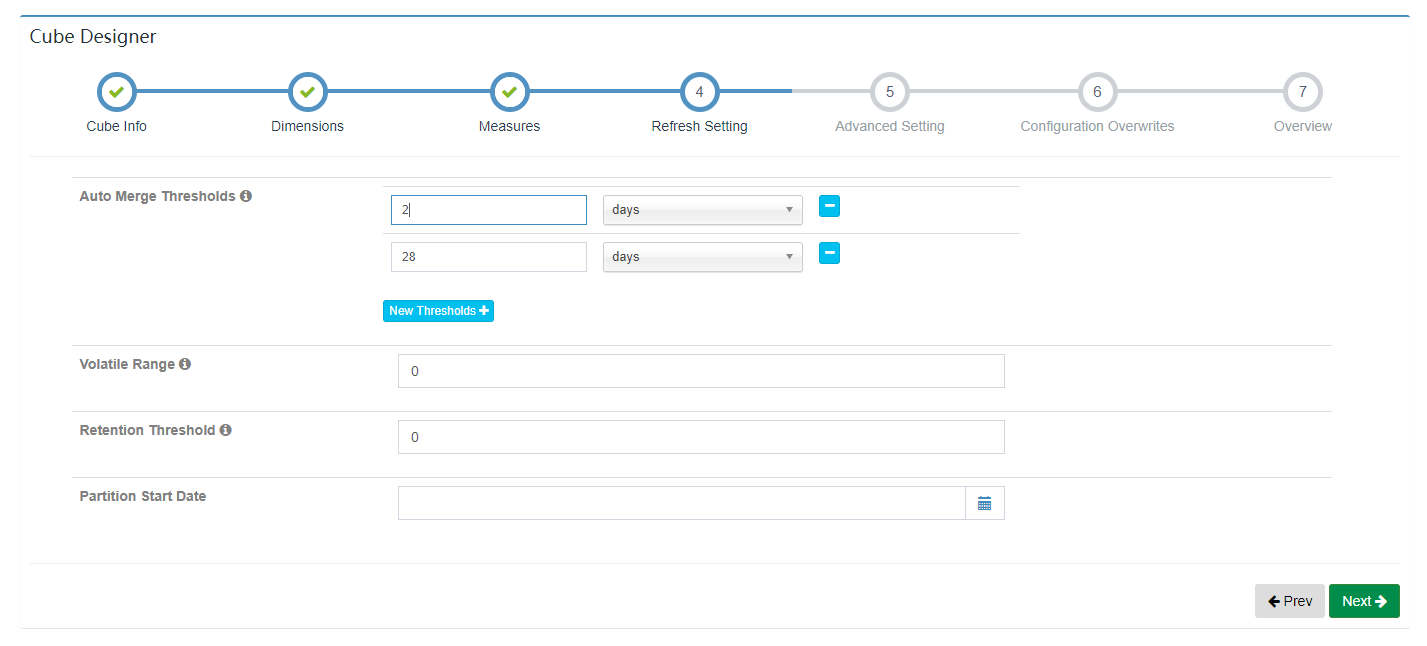 Cube Designer
4 5 6 7
Cube Info Dimensions Measures Refresh Setting Advanced Setting Configuration Overwrites Overview
Auto Merge Thresholds
2 days
28 days
New Thresholds
Volatile Range 0
Retention Threshold 0
Partition Start Date
Prev Next